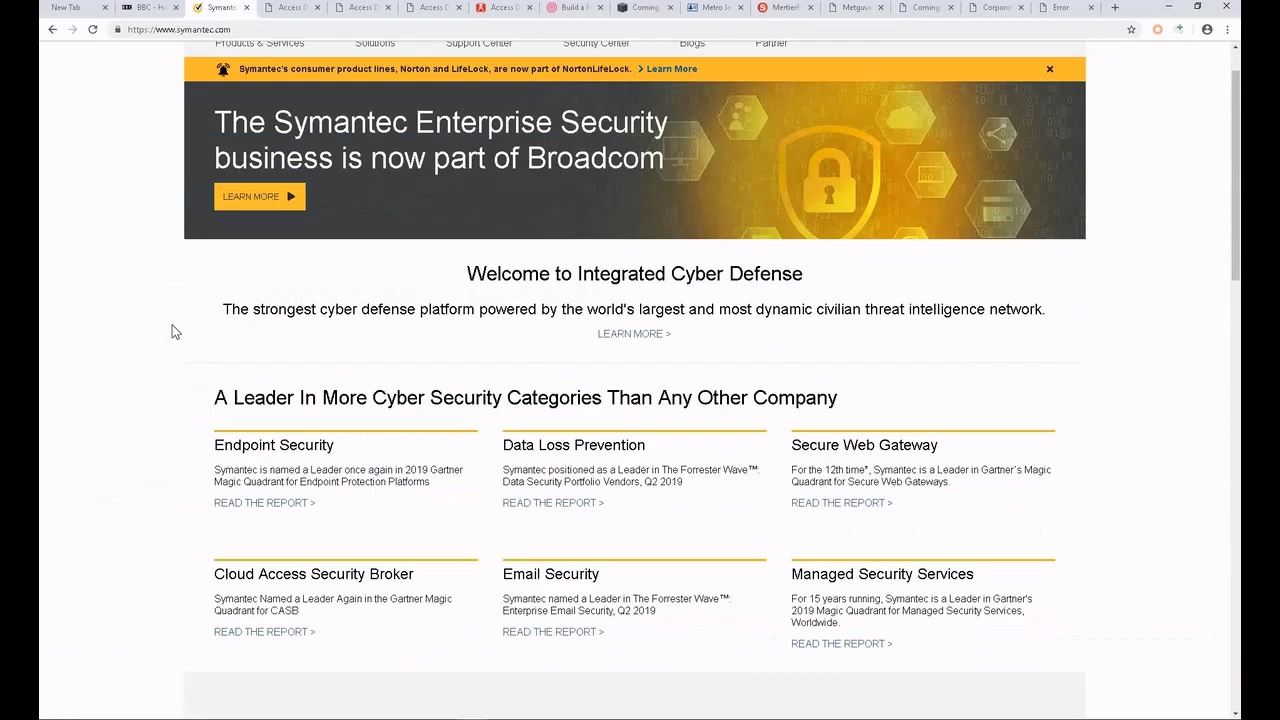 New Tab
BBC - H
Symant
Access D
Access D
Access D
Access D
Build a F
Coming
Metro Je
MertierF
Metguv
Coming
Corpora
Error
https://www.symantec.com
Products & Services Solutions Support Center Security Center Blogs Partner
Symantec's consumer product lines, Norton and LifeLock, are now part of NortonLifeLock. Learn More
The Symantec Enterprise Security
business is now part of Broadcom
LEARN MORE
Welcome to Integrated Cyber Defense
The strongest cyber defense platform powered by the world's largest and most dynamic civilian threat intelligence network.
LEARN MORE >
A Leader In More Cyber Security Categories Than Any Other Company
Endpoint Security
Symantec is named a Leader once again in 2019 Gartner
Magic Quadrant for Endpoint Protection Platforms
READ THE REPORT >
Data Loss Prevention
Symantec positioned as a Leader in The Forrester Wave™:
Data Security Portfolio Vendors, Q2 2019
READ THE REPORT >
Secure Web Gateway
For the 12th time*, Symantec is a Leader in Gartner's Magic
Quadrant for Secure Web Gateways.
READ THE REPORT >
Cloud Access Security Broker
Symantec Named a Leader Again in the Gartner Magic
Quadrant for CASB
READ THE REPORT >
Email Security
Symantec named a Leader in The Forrester Wave™:
Enterprise Email Security, Q2 2019
READ THE REPORT >
Managed Security Services
For 15 years running, Symantec is a Leader in Gartner's
2019 Magic Quadrant for Managed Security Services,
Worldwide.
READ THE REPORT >